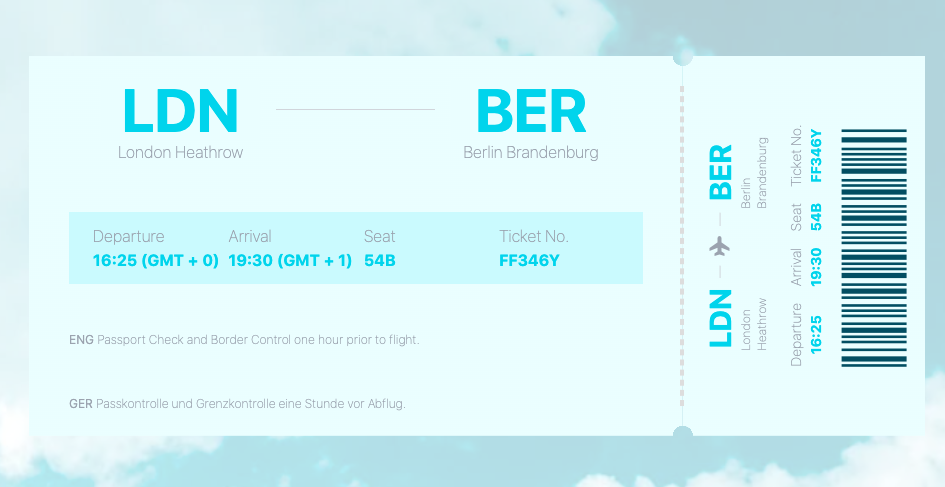 LDN
London Heathrow
BER
Berlin Brandenburg
Departure
16:25 (GMT + 0)
Arrival
19:30 (GMT + 1)
Seat
54B
Ticket No.
FF346Y
ENG Passport Check and Border Control one hour prior to flight.
GER Passkontrolle und Grenzkontrolle eine Stunde vor Abflug.
LDN
London
Heathrow
BER
Berlin
Brandenburg
Departure
16:25
Arrival
19:30
Seat
54B
Ticket No.
FF346Y